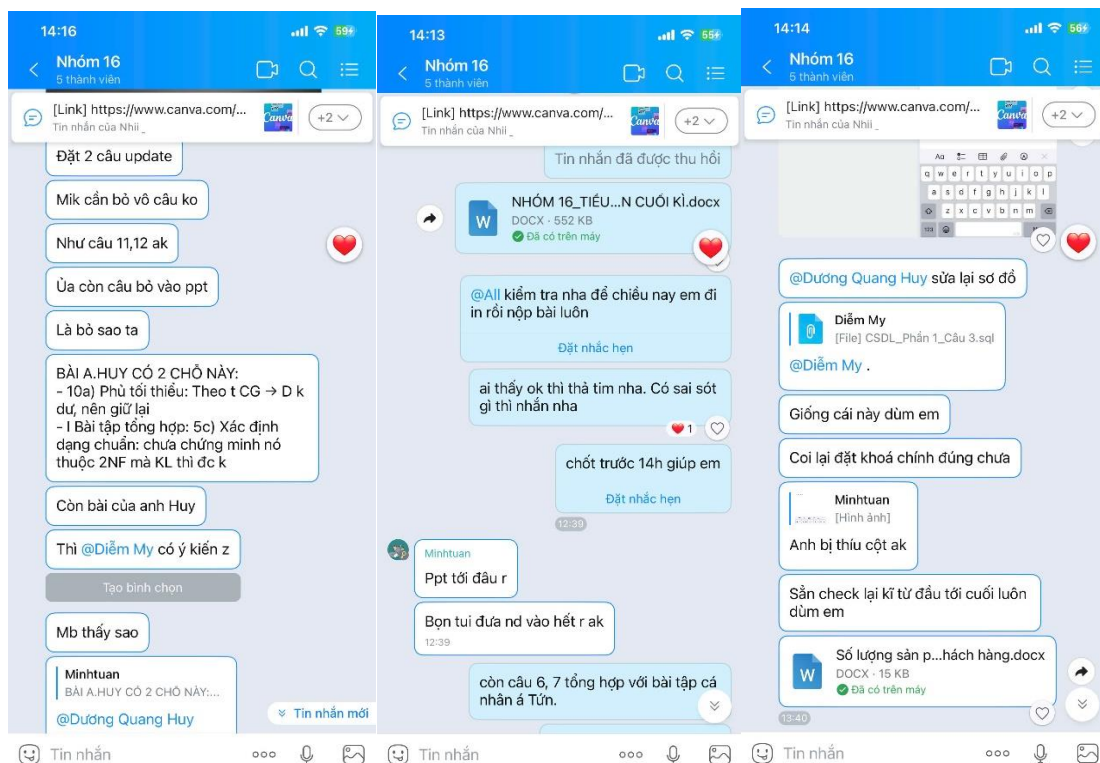 14:16
59
Nhóm 16
5 thành viên
[Link] https://www.canva.com/...
Tin nhắn của Nhii _
Canva
+2
Đặt 2 câu update
Mik cần bỏ vô câu ko
Như câu 11,12 ak
Ủa còn câu bỏ vào ppt
Là bỏ sao ta
BÀI A.HUY CÓ 2 CHỖ NÀY:
- 10a) Phủ tối thiểu: Theo t CG → D k
dư, nên giữ lại
- I Bài tập tổng hợp: 5c) Xác định
dạng chuẩn: chưa chứng minh nó
thuộc 2NF mà KL thì đc k
Còn bài của anh Huy
Thì @Diễm My có ý kiến z
Tạo bình chọn
Mb thấy sao
Minhtuan
BÀI A.HUY CÓ 2 CHỖ NÀY:...
@Dương Quang Huy
Tin nhắn mới
Tin nhắn
14:13
55
Nhóm 16
5 thành viên
[Link] https://www.canva.com/...
Tin nhắn của Nhii _
Canva
+2
Tin nhắn đã được thu hồi
W
NHÓM 16_TIỂU...N CUỐI KÌ.docx
DOCX - 552 KB
Đã có trên máy
@All kiểm tra nha để chiều nay em đi
in rồi nộp bài luôn
Đặt nhắc hẹn
ai thấy ok thì thả tim nha. Có sai sót
gì thì nhắn nha
1
chốt trước 14h giúp em
Đặt nhắc hẹn
12:39
Minhtuan
Ppt tới đâu r
Bọn tui đưa nd vào hết r ak
12:39
còn câu 6, 7 tổng hợp với bài tập cá
nhân á Tứn.
Tin nhắn
14:14
56
Nhóm 16
5 thành viên
[Link] https://www.canva.com/...
Tin nhắn của Nhii _
Canva
+2
Aa
q w e r t y u i o p
a s d f g h j k l
z x c v b n m
123
@Dương Quang Huy sửa lại sơ đồ
Diễm My
[File] CSDL_Phần 1_Câu 3.sql
@Diễm My .
Giống cái này dùm em
Coi lại đặt khoá chính đúng chưa
Minhtuan
[Hình ảnh]
Anh bị thíu cột ak
Sẵn check lại kĩ từ đầu tới cuối luôn
dùm em
W
Số lượng sản p...hách hàng.docx
DOCX - 15 KB
Đã có trên máy
13:40
Tin nhắn